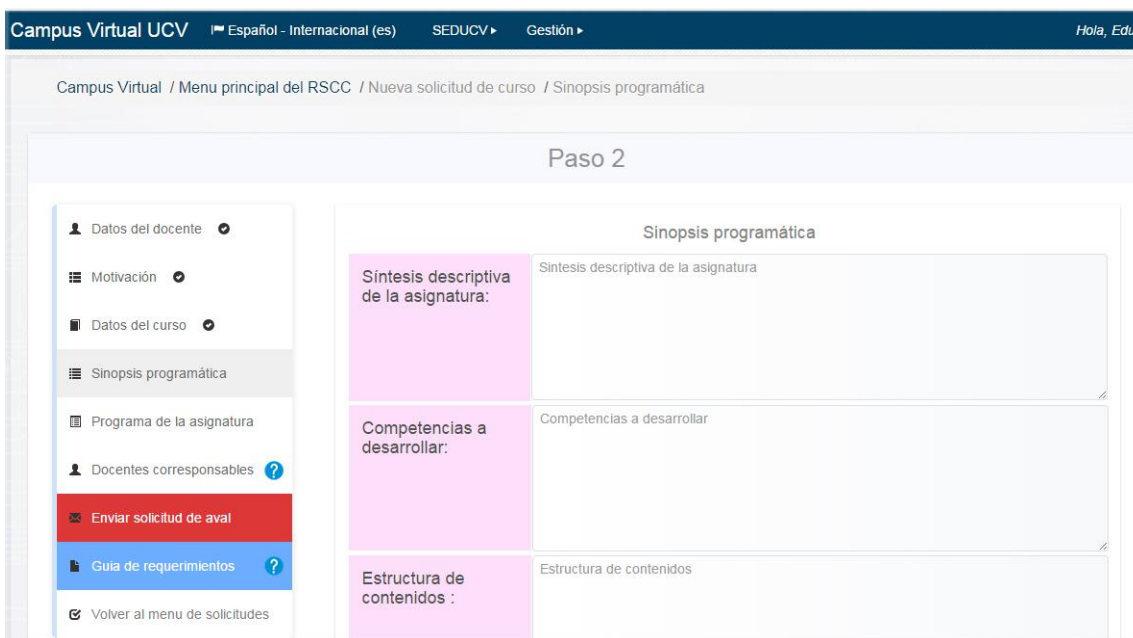 Campus Virtual UCV Español - Internacional (es) SEDUCV Gestión Hola, Edu
Campus Virtual / Menu principal del RSCC / Nueva solicitud de curso / Sinopsis programática
Paso 2
Datos del docente
Motivación
Datos del curso
Sinopsis programática
Programa de la asignatura
Docentes corresponsables ?
Enviar solicitud de aval
Guia de requerimientos ?
Volver al menu de solicitudes
Sinopsis programática
Síntesis descriptiva
de la asignatura:
Sintesis descriptiva de la asignatura
Competencias a
desarrollar:
Competencias a desarrollar
Estructura de
contenidos :
Estructura de contenidos